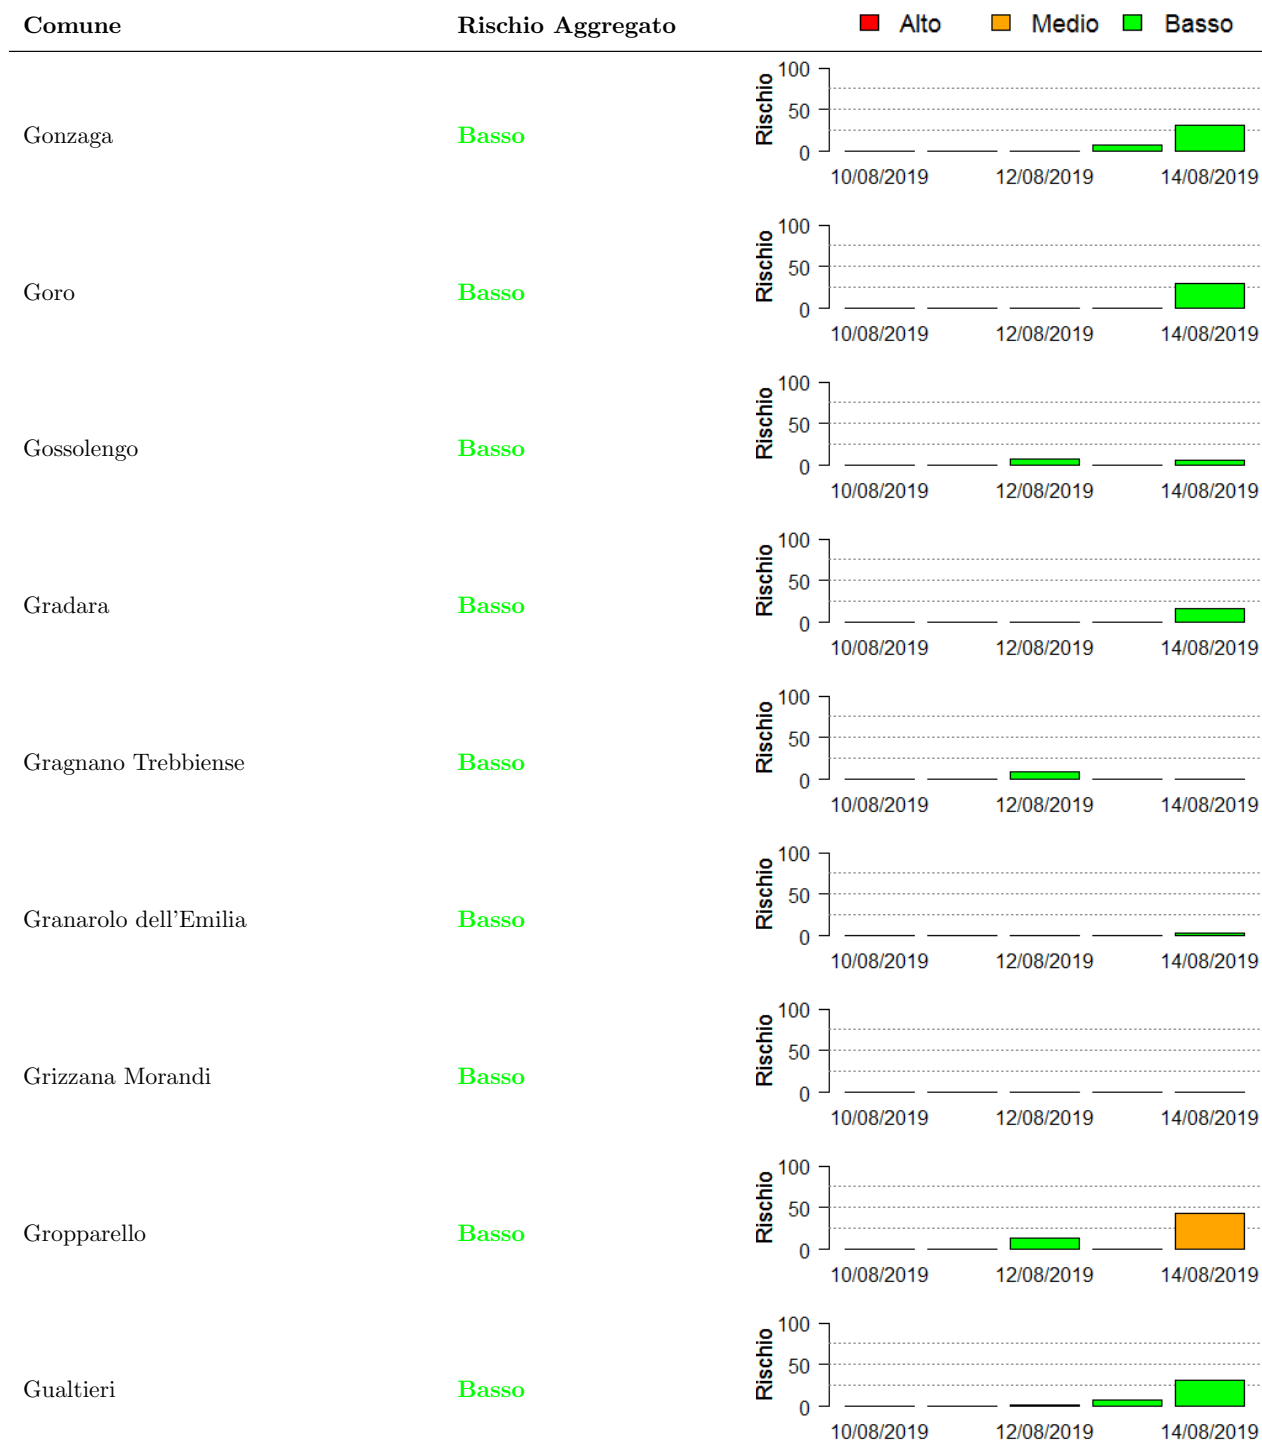 Comune Rischio Aggregato Alto Medio Basso
Gonzaga Basso
Rischio
100
50
0
10/08/2019 12/08/2019 14/08/2019
Goro Basso
Rischio
100
50
0
10/08/2019 12/08/2019 14/08/2019
Gossolengo Basso
Rischio
100
50
0
10/08/2019 12/08/2019 14/08/2019
Gradara Basso
Rischio
100
50
0
10/08/2019 12/08/2019 14/08/2019
Gragnano Trebbiense Basso
Rischio
100
50
0
10/08/2019 12/08/2019 14/08/2019
Granarolo dell'Emilia Basso
Rischio
100
50
0
10/08/2019 12/08/2019 14/08/2019
Grizzana Morandi Basso
Rischio
100
50
0
10/08/2019 12/08/2019 14/08/2019
Gropparello Basso
Rischio
100
50
0
10/08/2019 12/08/2019 14/08/2019
Gualtieri Basso
Rischio
100
50
0
10/08/2019 12/08/2019 14/08/2019